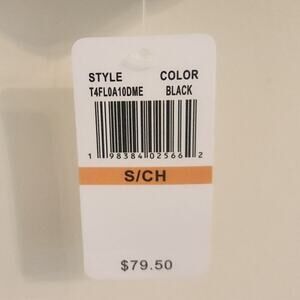 STYLE COLOR
T4FL0A10DME BLACK
1 98384 02566 2
S/CH
$79.50